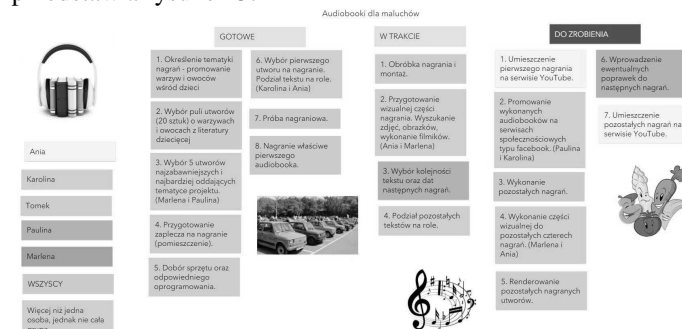 Audiobooki dla maluchów
Ania
Karolina
Tomek
Paulina
Marlena
WSZYSCY
Więcej niż jedna
osoba, jednak nie cała
GOTOWE
1. Określenie tematyki
nagrań - promowanie
warzyw i owoców
wśród dzieci
2. Wybór puli utworów
(20 sztuk) o warzywach
i owocach z literatury
dziecięcej
3. Wybór 5 utworów
najzabawniejszych i
najbardziej oddających
tematyce projektu.
(Marlena i Paulina)
4. Przygotowanie
zaplecza na nagranie
(pomieszczenie).
5. Dobór sprzętu oraz
odpowiedniego
oprogramowania.
6. Wybór pierwszego
utworu na nagranie.
Podział tekstu na role.
(Karolina i Ania)
7. Próba nagraniowa.
8. Nagranie właściwe
pierwszego
audiobooka.
W TRAKCIE
1. Obróbka nagrania i
montaż.
2. Przygotowanie
wizualnej części
nagrania. Wyszukanie
zdjęć, obrazków,
wykonanie filmików.
(Ania i Marlena)
3. Wybór kolejności
tekstu oraz dat
następnych nagrań.
4. Podział pozostałych
tekstów na role.
DO ZROBIENIA
1. Umieszczenie
pierwszego nagrania
na serwisie YouTube.
2. Promowanie
wykonanych
audiobooków na
serwisach
społecznościowych
typu facebook. (Paulina
i Karolina)
3. Wykonanie
pozostałych nagrań.
4. Wykonanie części
wizualnej do
pozostałych czterech
nagrań. (Marlena i
Ania)
5. Renderowanie
pozostałych nagranych
utworów.
6. Wprowadzenie
ewentualnych
poprawek do
następnych nagrań.
7. Umieszczenie
pozostałych nagrań na
serwisie YouTube.